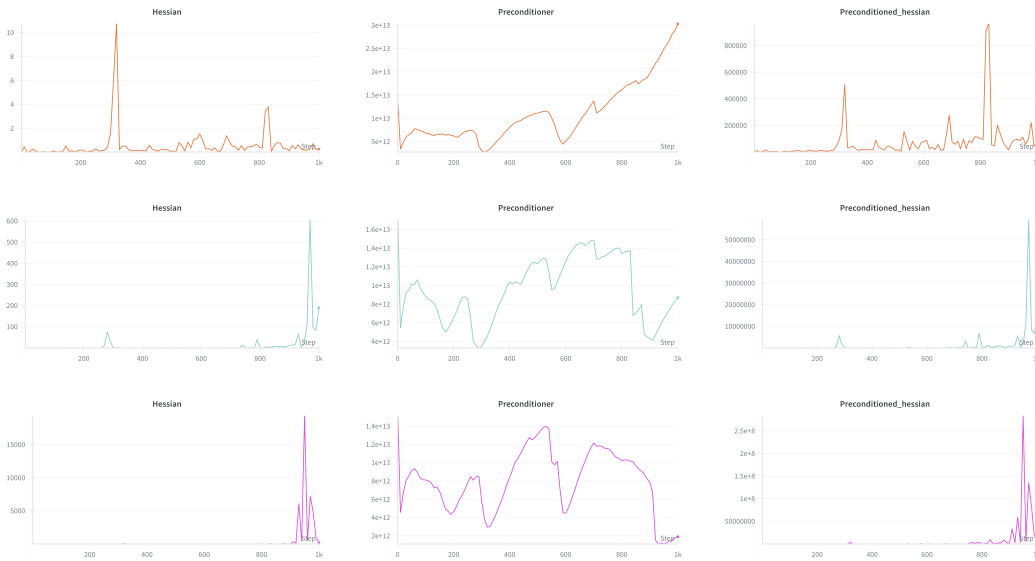 Hessian
10
8
6
4
2
200
400
600
800
1k
Step
Preconditioner
3e+13
2.5e+13
2e+13
1.5e+13
1e+13
5e+12
200
400
600
800
1k
Step
Preconditioned_hessian
800000
600000
400000
200000
200
400
600
800
1k
Step
Hessian
600
500
400
300
200
100
200
400
600
800
1k
Step
Preconditioner
1.6e+13
1.4e+13
1.2e+13
1e+13
8e+12
6e+12
4e+12
200
400
600
800
1k
Step
Preconditioned_hessian
50000000
40000000
30000000
20000000
10000000
200
400
600
800
1k
Step
Hessian
15000
10000
5000
200
400
600
800
1k
Step
Preconditioner
1.4e+13
1.2e+13
1e+13
8e+12
6e+12
4e+12
2e+12
200
400
600
800
1k
Step
Preconditioned_hessian
2.5e+8
2e+8
1.5e+8
1e+8
50000000
200
400
600
800
1k
Step